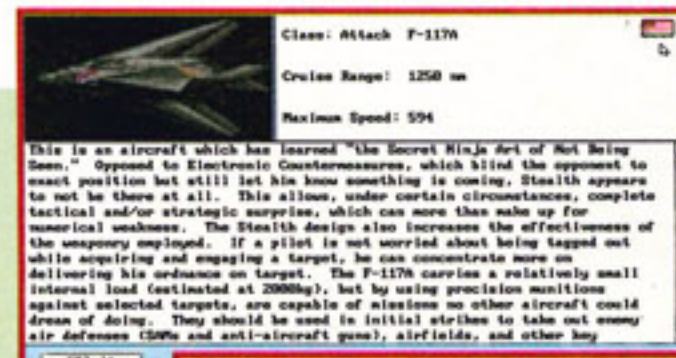 Class: Attack F-117A
Cruise Range: 1250 nm
Maximum Speed: 594
This is an aircraft which has learned "the Secret Ninja Art of Not Being
Seen." Opposed to Electronic Countermeasures, which blind the opponent to
exact position but still let him know something is coming, Stealth appears
to not be there at all. This allows, under certain circumstances, complete
tactical and/or strategic surprise, which can more than make up for
numerical weakness. The Stealth design also increases the effectiveness of
the weaponry employed. If a pilot is not worried about being tagged out
while acquiring and engaging a target, he can concentrate more on
delivering his ordnance on target. The F-117A carries a relatively small
internal load (estimated at 2000kg), but by using precision munitions
against selected targets, are capable of missions no other aircraft could
dream of doing. They should be used in initial strikes to take out enemy
air defenses (SAMs and anti-aircraft guns), airfields, and other key